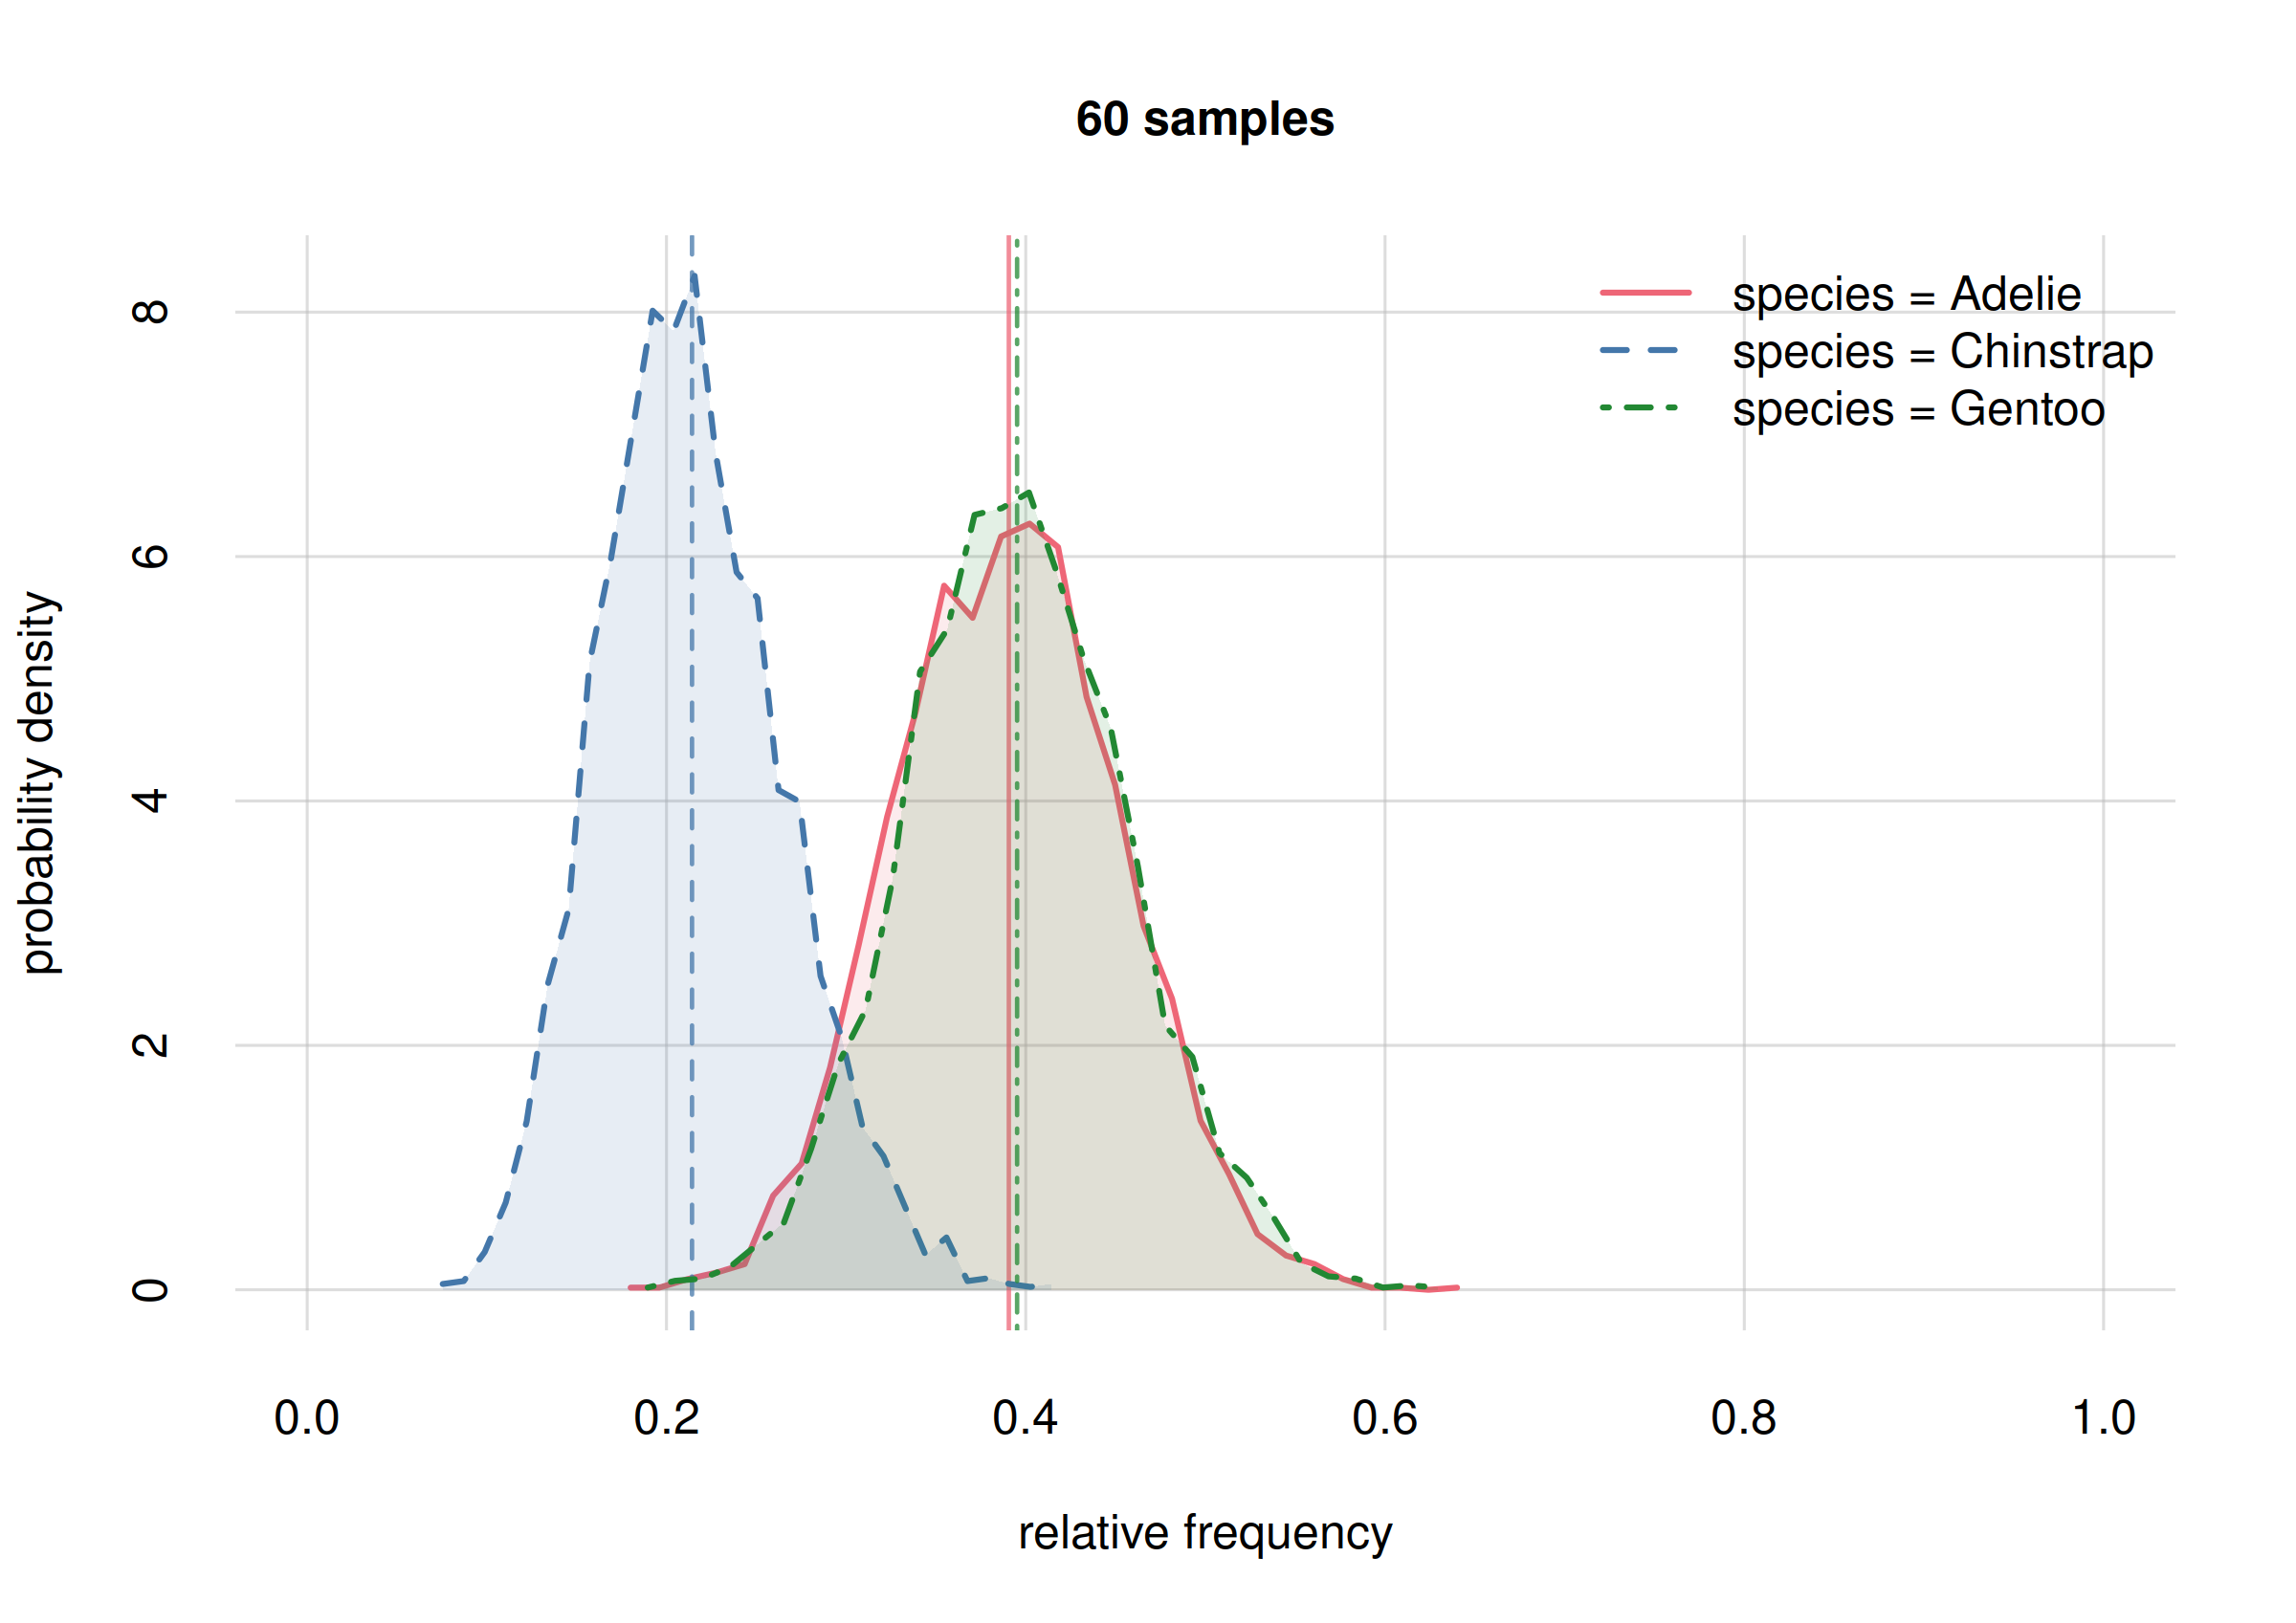 60 samples
species = Adelie
species = Chinstrap
species = Gentoo
probability density
8
6
4
2
0
0.0 0.2 0.4 0.6 0.8 1.0
relative frequency